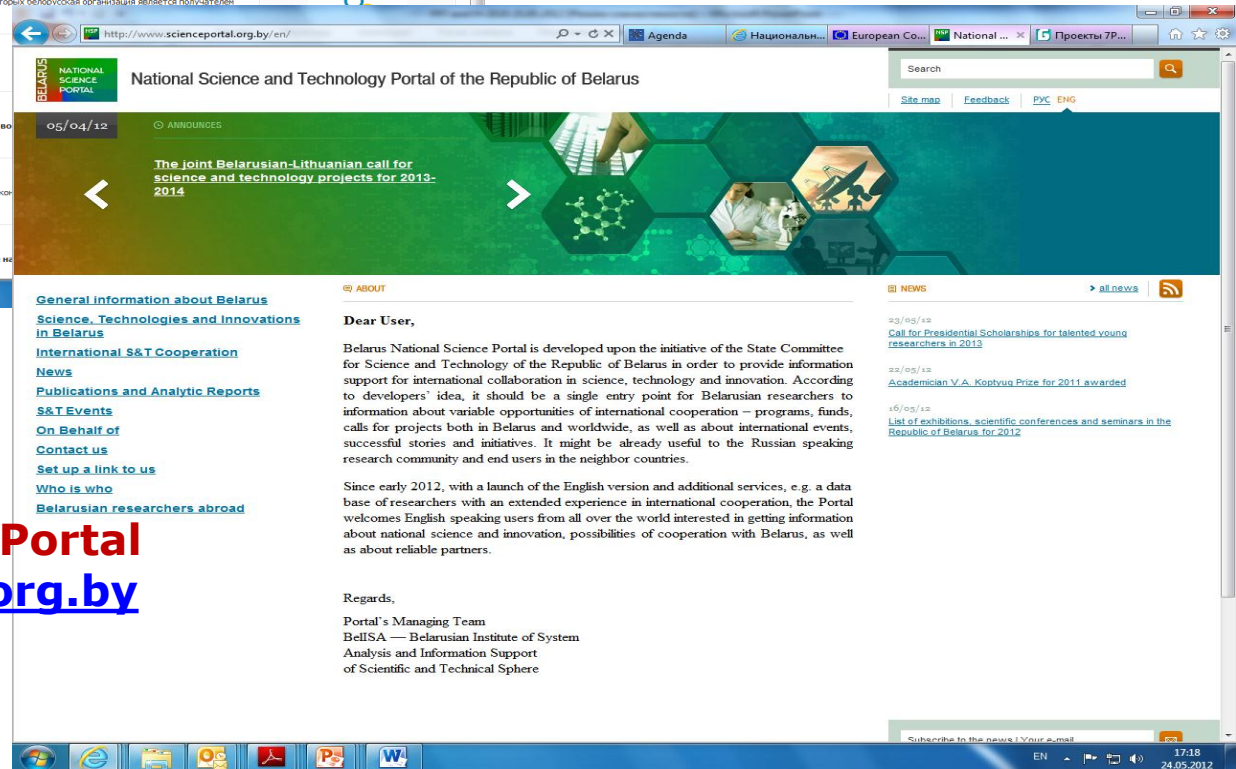 оторых белорусская организация является получателем
http://www.scienceportal.org.by/en/
Agenda
Национальн...
European Co...
National ...
Проекты 7Р...
BELARUS
NATIONAL
SCIENCE
PORTAL
National Science and Technology Portal of the Republic of Belarus
Search
Site map
Feedback
РУС ENG
05/04/12
ANNOUNCES
The joint Belarusian-Lithuanian call for
science and technology projects for 2013-
2014
General information about Belarus
Science, Technologies and Innovations
in Belarus
International S&T Cooperation
News
Publications and Analytic Reports
S&T Events
On Behalf of
Contact us
Set up a link to us
Who is who
Belarusian researchers abroad
Portal
org.by
ABOUT
Dear User,
Belarus National Science Portal is developed upon the initiative of the State Committee
for Science and Technology of the Republic of Belarus in order to provide information
support for international collaboration in science, technology and innovation. According
to developers' idea, it should be a single entry point for Belarusian researchers to
information about variable opportunities of international cooperation – programs, funds,
calls for projects both in Belarus and worldwide, as well as about international events,
successful stories and initiatives. It might be already useful to the Russian speaking
research community and end users in the neighbor countries.
Since early 2012, with a launch of the English version and additional services, e.g. a data
base of researchers with an extended experience in international cooperation, the Portal
welcomes English speaking users from all over the world interested in getting information
about national science and innovation, possibilities of cooperation with Belarus, as well
as about reliable partners.
Regards,
Portal`s Managing Team
BelISA — Belarusian Institute of System
Analysis and Information Support
of Scientific and Technical Sphere
NEWS
all news
23/05/12
Call for Presidential Scholarships for talented young
researchers in 2013
22/05/12
Academician V.A. Koptyug Prize for 2011 awarded
16/05/12
List of exhibitions, scientific conferences and seminars in the
Republic of Belarus for 2012
Subscribe to the news ! Your e-mail
EN
17:18
24.05.2012